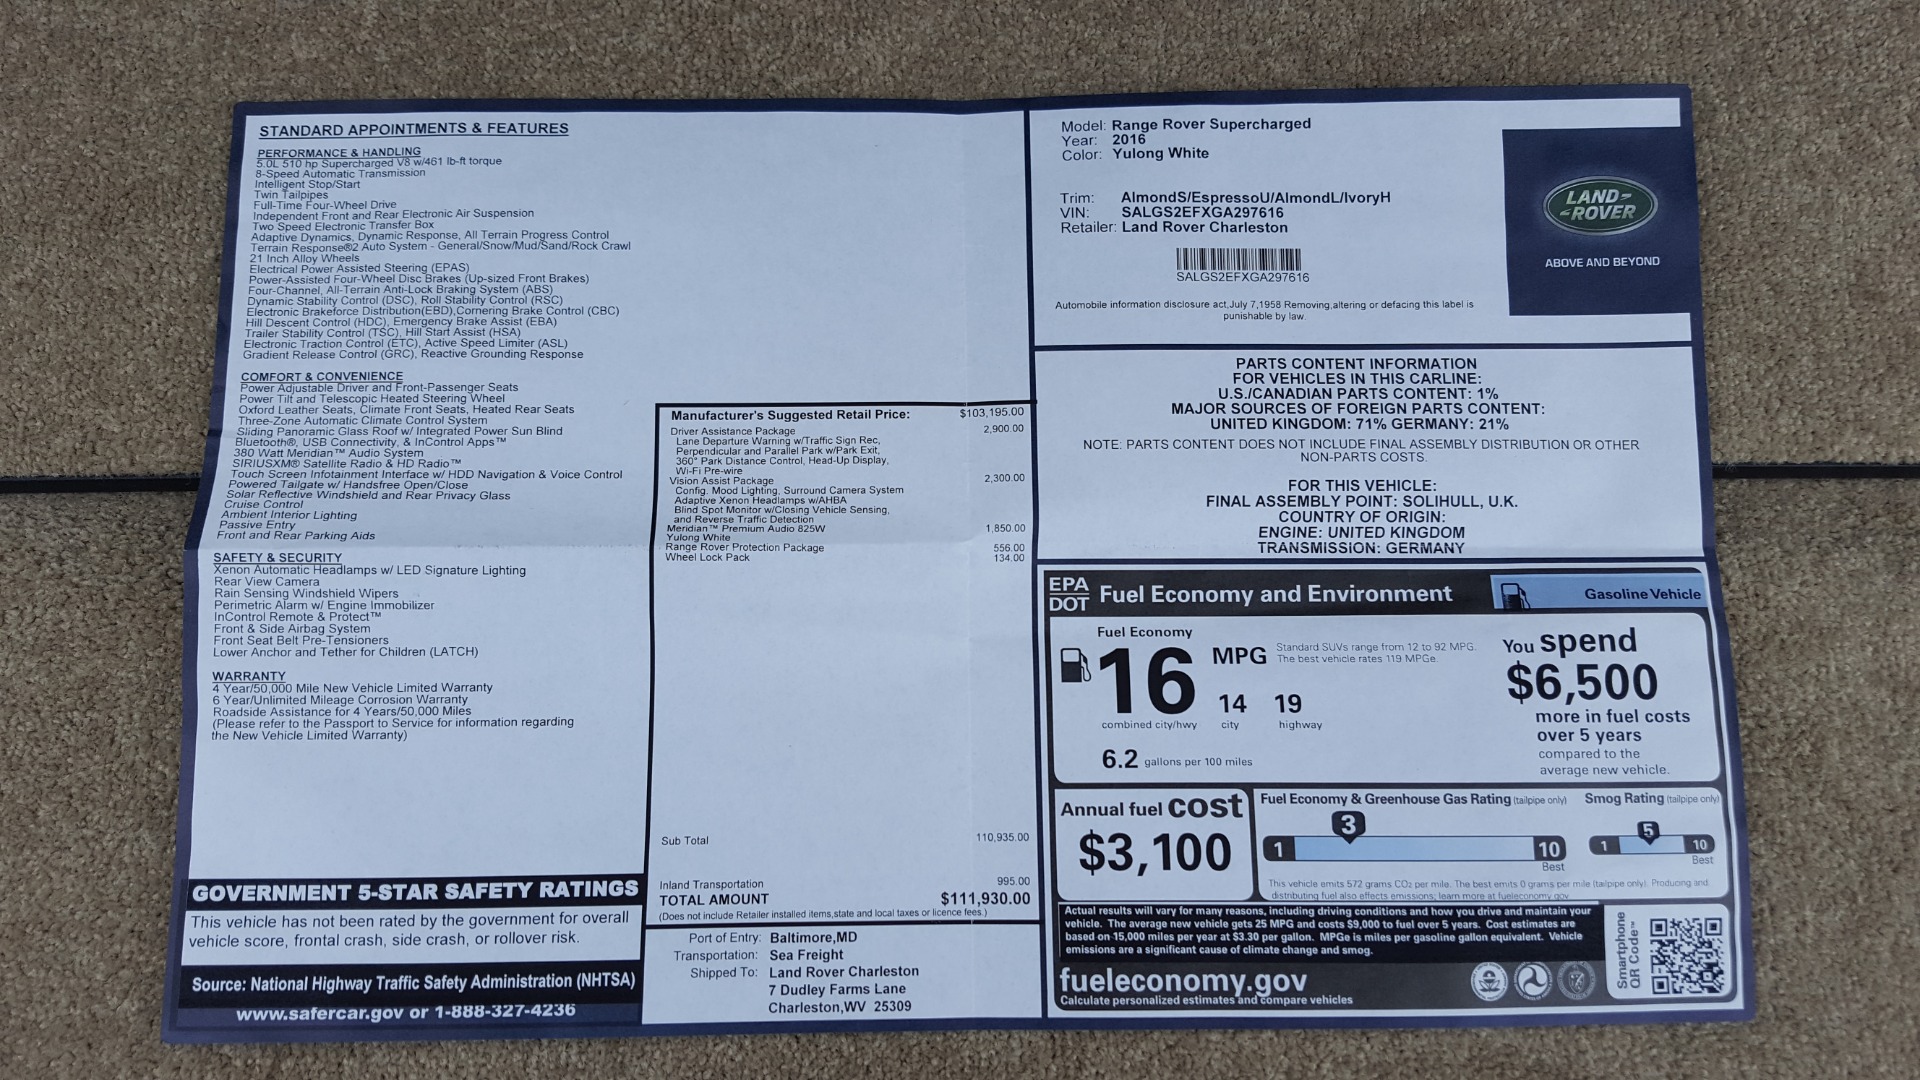 STANDARD APPOINTMENTS & FEATURES
PERFORMANCE & HANDLING
5.0L 510 hp Supercharged V8 w/461 lb-ft torque
8-Speed Automatic Transmission
Intelligent Stop/Start
Twin Tailpipes
Full-Time Four-Wheel Drive
Independent Front and Rear Electronic Air Suspension
Two Speed Electronic Transfer Box
Adaptive Dynamics, Dynamic Response, All Terrain Progress Control
Terrain Response®2 Auto System - General/Snow/Mud/Sand/Rock Crawl
21 Inch Alloy Wheels
Electrical Power Assisted Steering (EPAS)
Power-Assisted Four-Wheel Disc Brakes (Up-sized Front Brakes)
Four-Channel, All-Terrain Anti-Lock Braking System (ABS)
Dynamic Stability Control (DSC), Roll Stability Control (RSC)
Electronic Brakeforce Distribution(EBD),Cornering Brake Control (CBC)
Hill Descent Control (HDC), Emergency Brake Assist (EBA)
Trailer Stability Control (TSC), Hill Start Assist (HSA)
Electronic Traction Control (ETC), Active Speed Limiter (ASL)
Gradient Release Control (GRC), Reactive Grounding Response
COMFORT & CONVENIENCE
Power Adjustable Driver and Front-Passenger Seats
Power Tilt and Telescopic Heated Steering Wheel
Oxford Leather Seats, Climate Front Seats, Heated Rear Seats
Three-Zone Automatic Climate Control System
Sliding Panoramic Glass Roof w/ Integrated Power Sun Blind
Bluetooth®, USB Connectivity, & InControl Apps™
380 Watt Meridian™ Audio System
SIRIUSXM® Satellite Radio & HD Radio™
Touch Screen Infotainment Interface w/ HDD Navigation & Voice Control
Powered Tailgate w/ Handsfree Open/Close
Solar Reflective Windshield and Rear Privacy Glass
Cruise Control
Ambient Interior Lighting
Passive Entry
Front and Rear Parking Aids
SAFETY & SECURITY
Xenon Automatic Headlamps w/ LED Signature Lighting
Rear View Camera
Rain Sensing Windshield Wipers
Perimetric Alarm w/ Engine Immobilizer
InControl Remote & Protect™
Front & Side Airbag System
Front Seat Belt Pre-Tensioners
Lower Anchor and Tether for Children (LATCH)
WARRANTY
4 Year/50,000 Mile New Vehicle Limited Warranty
6 Year/Unlimited Mileage Corrosion Warranty
Roadside Assistance for 4 Years/50,000 Miles
(Please refer to the Passport to Service for information regarding
the New Vehicle Limited Warranty)
GOVERNMENT 5-STAR SAFETY RATINGS
This vehicle has not been rated by the government for overall
vehicle score, frontal crash, side crash, or rollover risk.
Source: National Highway Traffic Safety Administration (NHTSA)
www.safercar.gov or 1-888-327-4236
Manufacturer's Suggested Retail Price: $103,195.00
Driver Assistance Package 2,900.00
Lane Departure Warning w/Traffic Sign Rec,
Perpendicular and Parallel Park w/Park Exit,
360° Park Distance Control, Head-Up Display,
Wi-Fi Pre-wire
Vision Assist Package 2,300.00
Config. Mood Lighting, Surround Camera System
Adaptive Xenon Headlamps w/AHBA
Blind Spot Monitor w/Closing Vehicle Sensing,
and Reverse Traffic Detection
Meridian™ Premium Audio 825W 1,850.00
Yulong White
Range Rover Protection Package 556.00
Wheel Lock Pack 134.00
Sub Total 110,935.00
Inland Transportation 995.00
TOTAL AMOUNT $111,930.00
(Does not include Retailer installed items,state and local taxes or licence fees.)
Port of Entry: Baltimore,MD
Transportation: Sea Freight
Shipped To: Land Rover Charleston
7 Dudley Farms Lane
Charleston,WV 25309
Model: Range Rover Supercharged
Year: 2016
Color: Yulong White
Trim: AlmondS/EspressoU/AlmondL/IvoryH
VIN: SALGS2EFXGA297616
Retailer: Land Rover Charleston
SALGS2EFXGA297616
Automobile information disclosure act,July 7,1958 Removing,altering or defacing this label is
punishable by law.
LAND
ROVER
ABOVE AND BEYOND
PARTS CONTENT INFORMATION
FOR VEHICLES IN THIS CARLINE:
U.S./CANADIAN PARTS CONTENT: 1%
MAJOR SOURCES OF FOREIGN PARTS CONTENT:
UNITED KINGDOM: 71% GERMANY: 21%
NOTE: PARTS CONTENT DOES NOT INCLUDE FINAL ASSEMBLY DISTRIBUTION OR OTHER
NON-PARTS COSTS.
FOR THIS VEHICLE:
FINAL ASSEMBLY POINT: SOLIHULL, U.K.
COUNTRY OF ORIGIN:
ENGINE: UNITED KINGDOM
TRANSMISSION: GERMANY
EPA
DOT
Fuel Economy and Environment
Gasoline Vehicle
Fuel Economy
16 MPG
Standard SUVs range from 12 to 92 MPG.
The best vehicle rates 119 MPGe.
14 19
combined city/hwy city highway
6.2 gallons per 100 miles
You spend
$6,500
more in fuel costs
over 5 years
compared to the
average new vehicle.
Annual fuel cost
$3,100
Fuel Economy & Greenhouse Gas Rating (tailpipe only)
3
1 10
Best
Smog Rating (tailpipe only)
5
1 10
Best
This vehicle emits 572 grams CO2 per mile. The best emits 0 grams per mile (tailpipe only). Producing and
distributing fuel also effects emissions; learn more at fueleconomy.gov
Actual results will vary for many reasons, including driving conditions and how you drive and maintain your
vehicle. The average new vehicle gets 25 MPG and costs $9,000 to fuel over 5 years. Cost estimates are
based on 15,000 miles per year at $3.30 per gallon. MPGe is miles per gasoline gallon equivalent. Vehicle
emissions are a significant cause of climate change and smog.
fueleconomy.gov
Calculate personalized estimates and compare vehicles
Smartphone
QR Code™